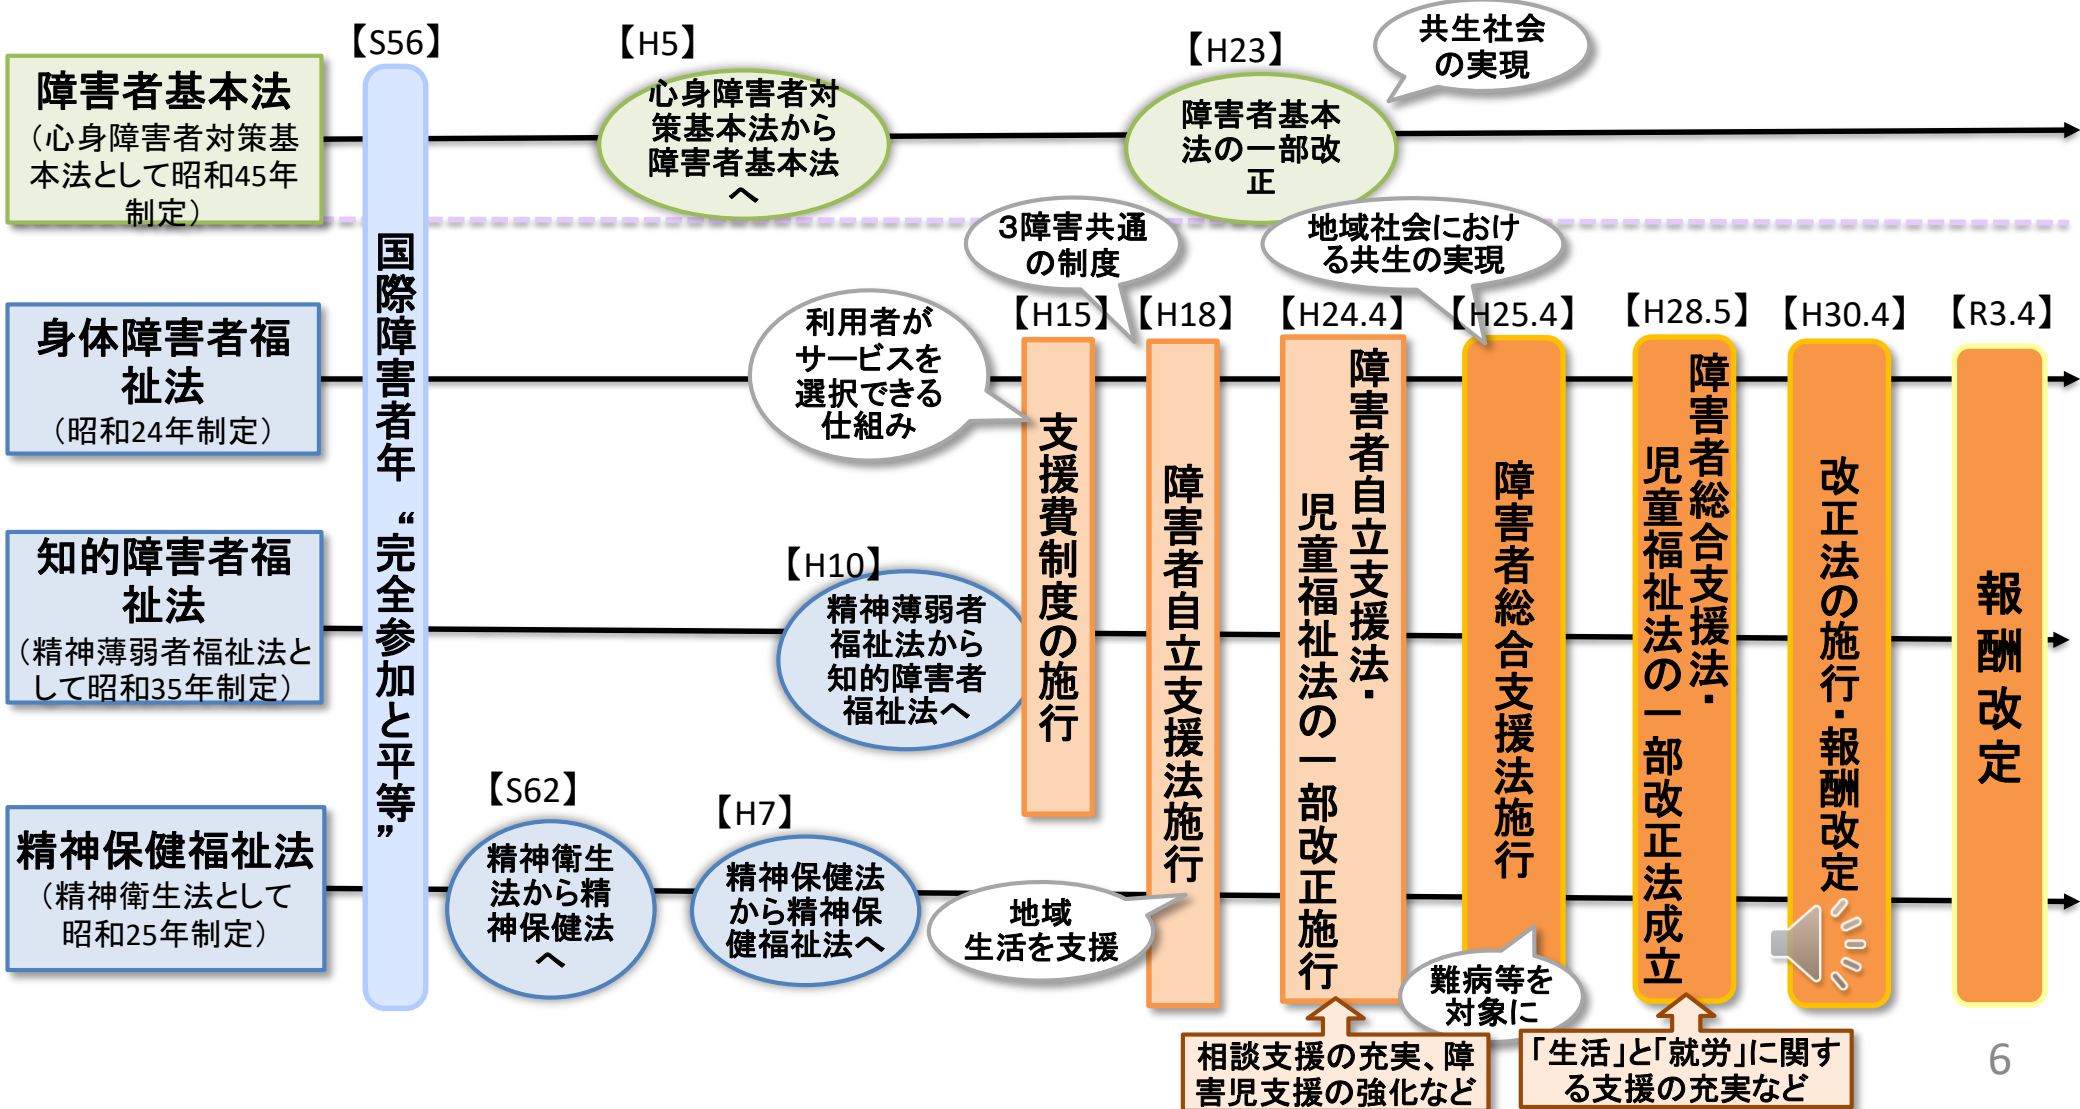 【S56】
【H5】
【H23】
共生社会
の実現
障害者基本法
（心身障害者対策基
本法として昭和45年
制定）
心身障害者対
策基本法から
障害者基本法
へ
障害者基本
法の一部改
正
国際障害者年 “完全参加と平等”
3障害共通
の制度
地域社会におけ
る共生の実現
身体障害者福
祉法
（昭和24年制定）
利用者が
サービスを
選択できる
仕組み
【H15】
支援費制度の施行
【H18】
障害者自立支援法施行
【H24.4】
障害者自立支援法・
児童福祉法の一部改正施行
【H25.4】
障害者総合支援法施行
【H28.5】
障害者総合支援法・
児童福祉法の一部改正法成立
【H30.4】
改正法の施行・報酬改定
【R3.4】
報酬改定
知的障害者福
祉法
（精神薄弱者福祉法と
して昭和35年制定）
【H10】
精神薄弱者
福祉法から
知的障害者
福祉法へ
精神保健福祉法
（精神衛生法として
昭和25年制定）
【S62】
精神衛生
法から精
神保健法
へ
【H7】
精神保健法
から精神保
健福祉法へ
地域
生活を支援
難病等を
対象に
相談支援の充実、障
害児支援の強化など
「生活」と「就労」に関す
る支援の充実など
6